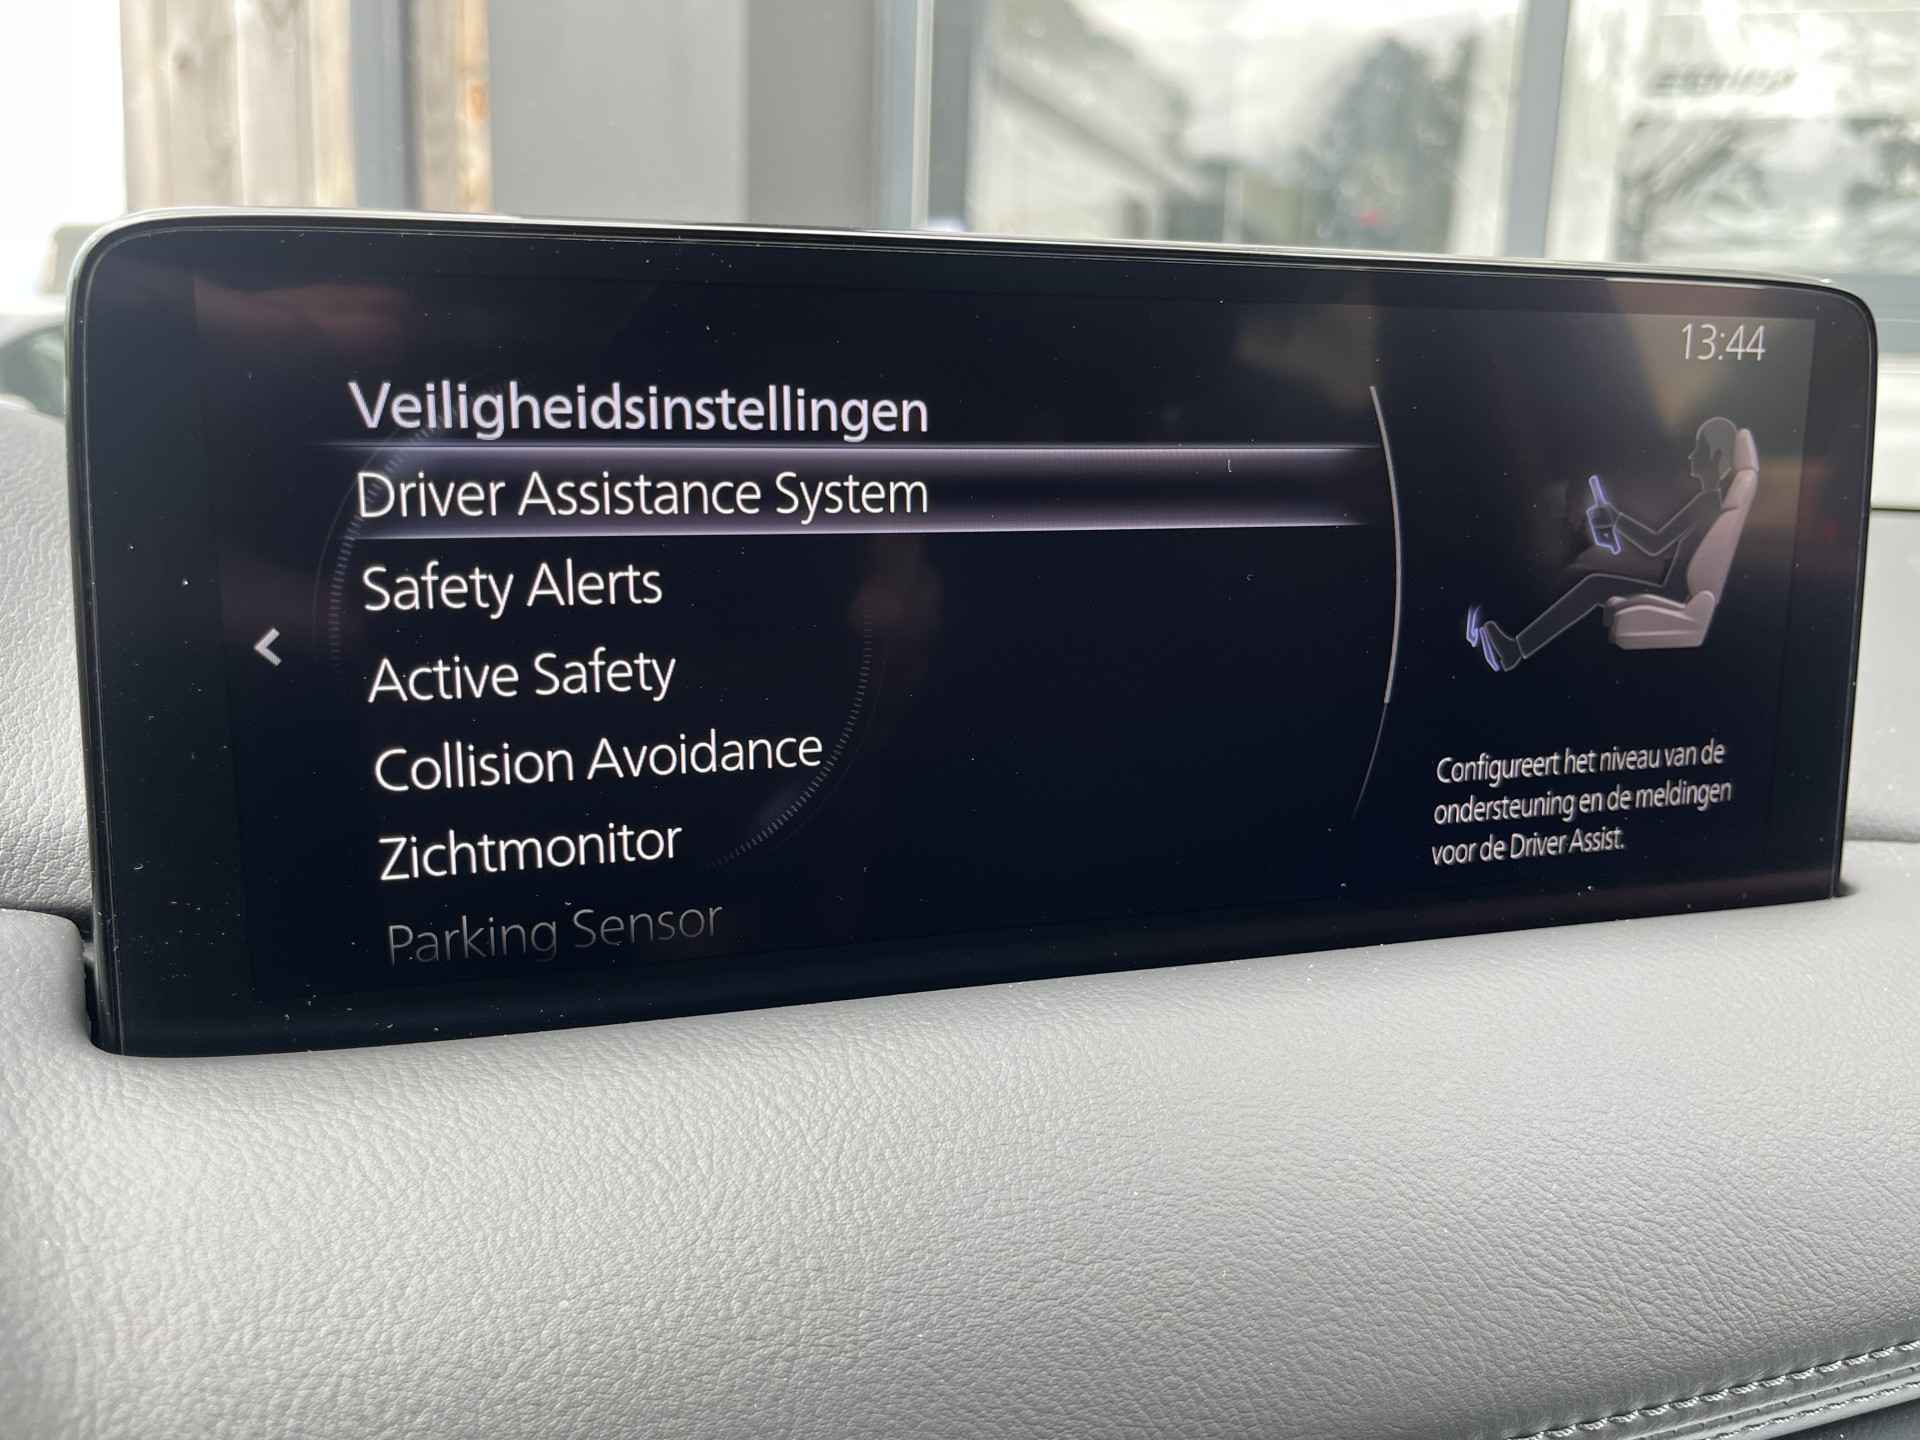 13:44
Veiligheidsinstellingen
Driver Assistance System
Safety Alerts
Active Safety
Collision Avoidance
Zichtmonitor
Parking Sensor
Configureert het niveau van de
ondersteuning en de meldingen
voor de Driver Assist.